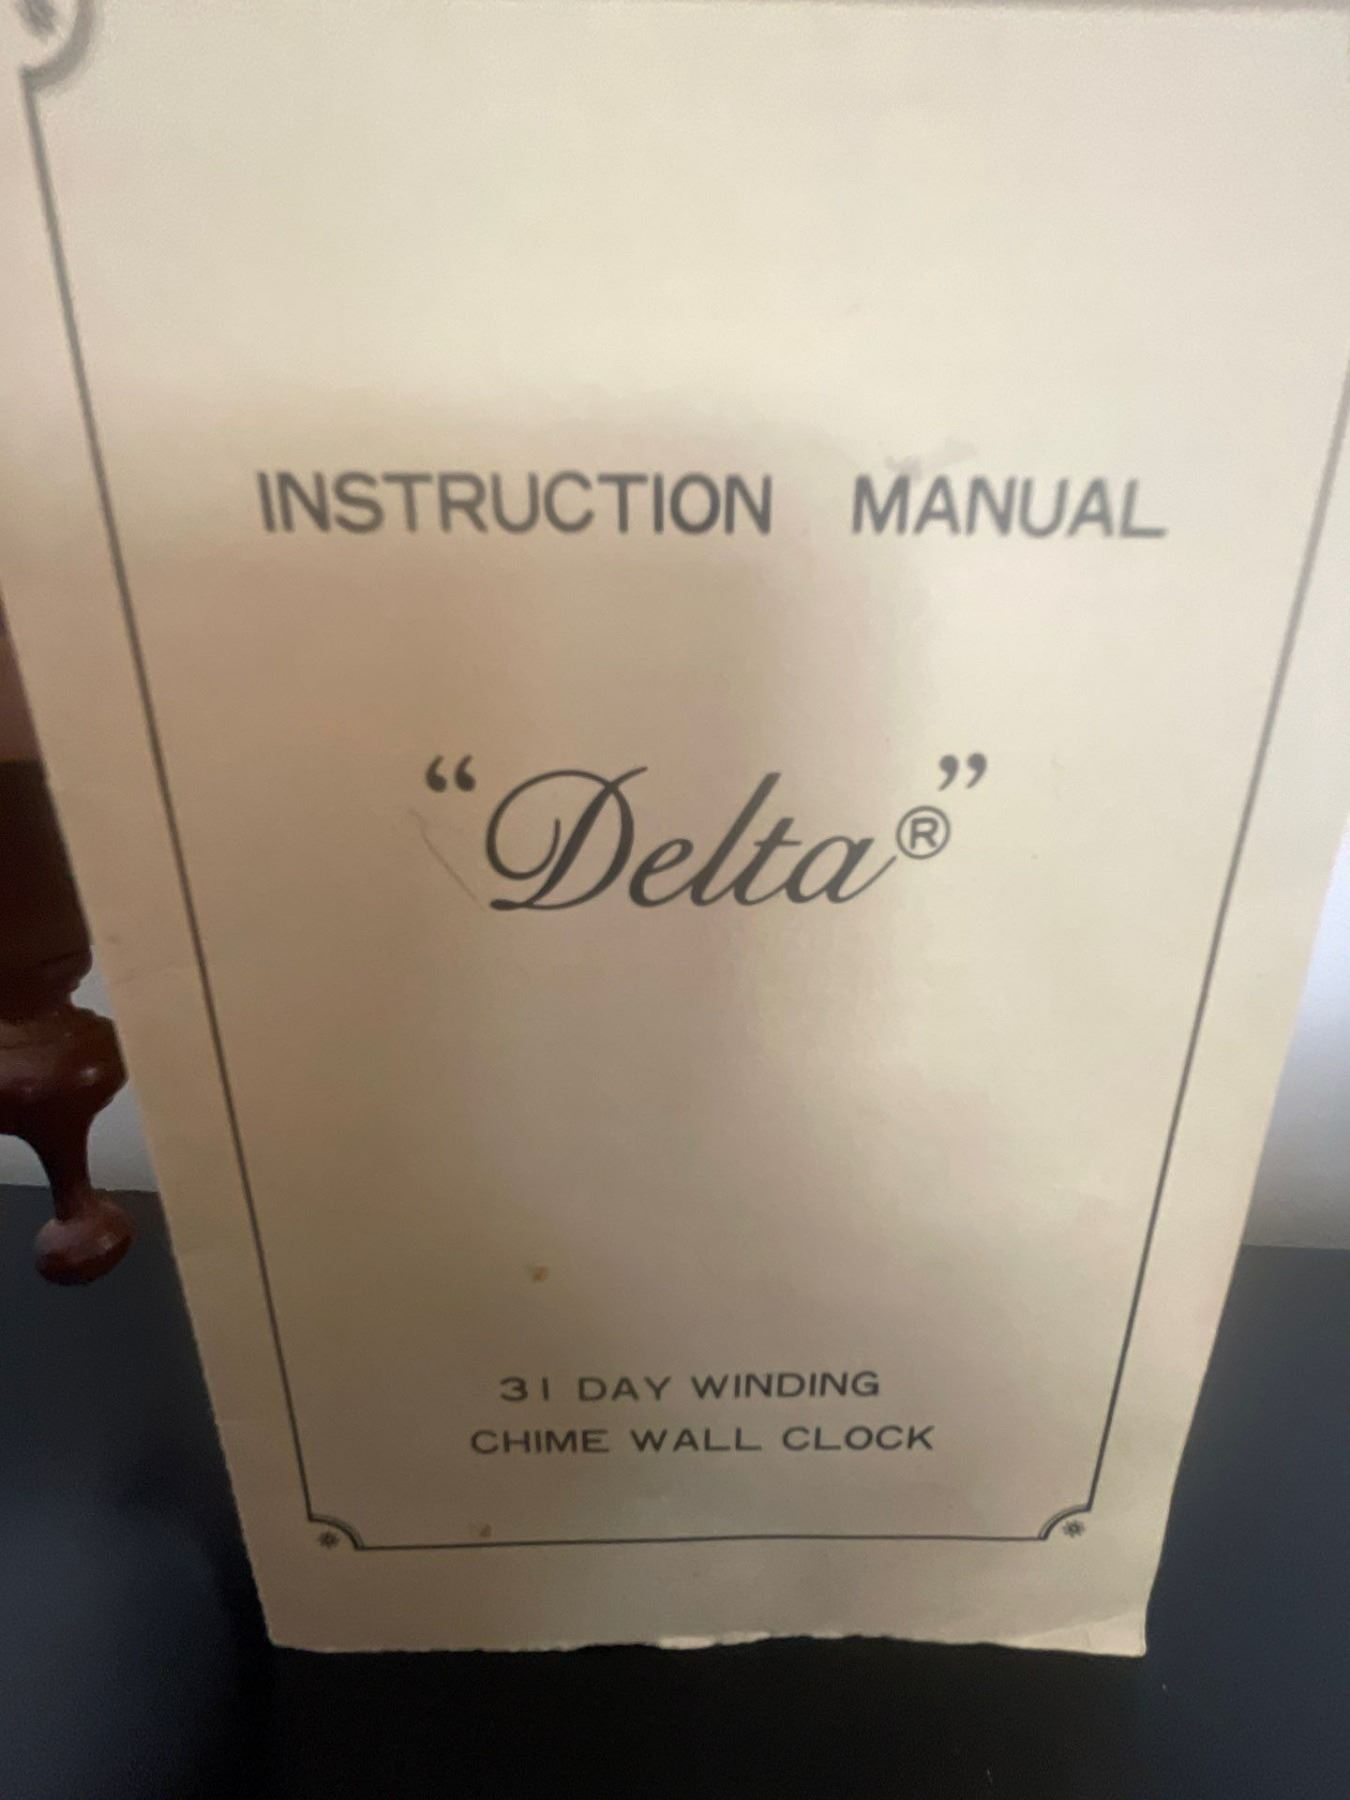 INSTRUCTION MANUAL
“Delta®”
31 DAY WINDING
CHIME WALL CLOCK